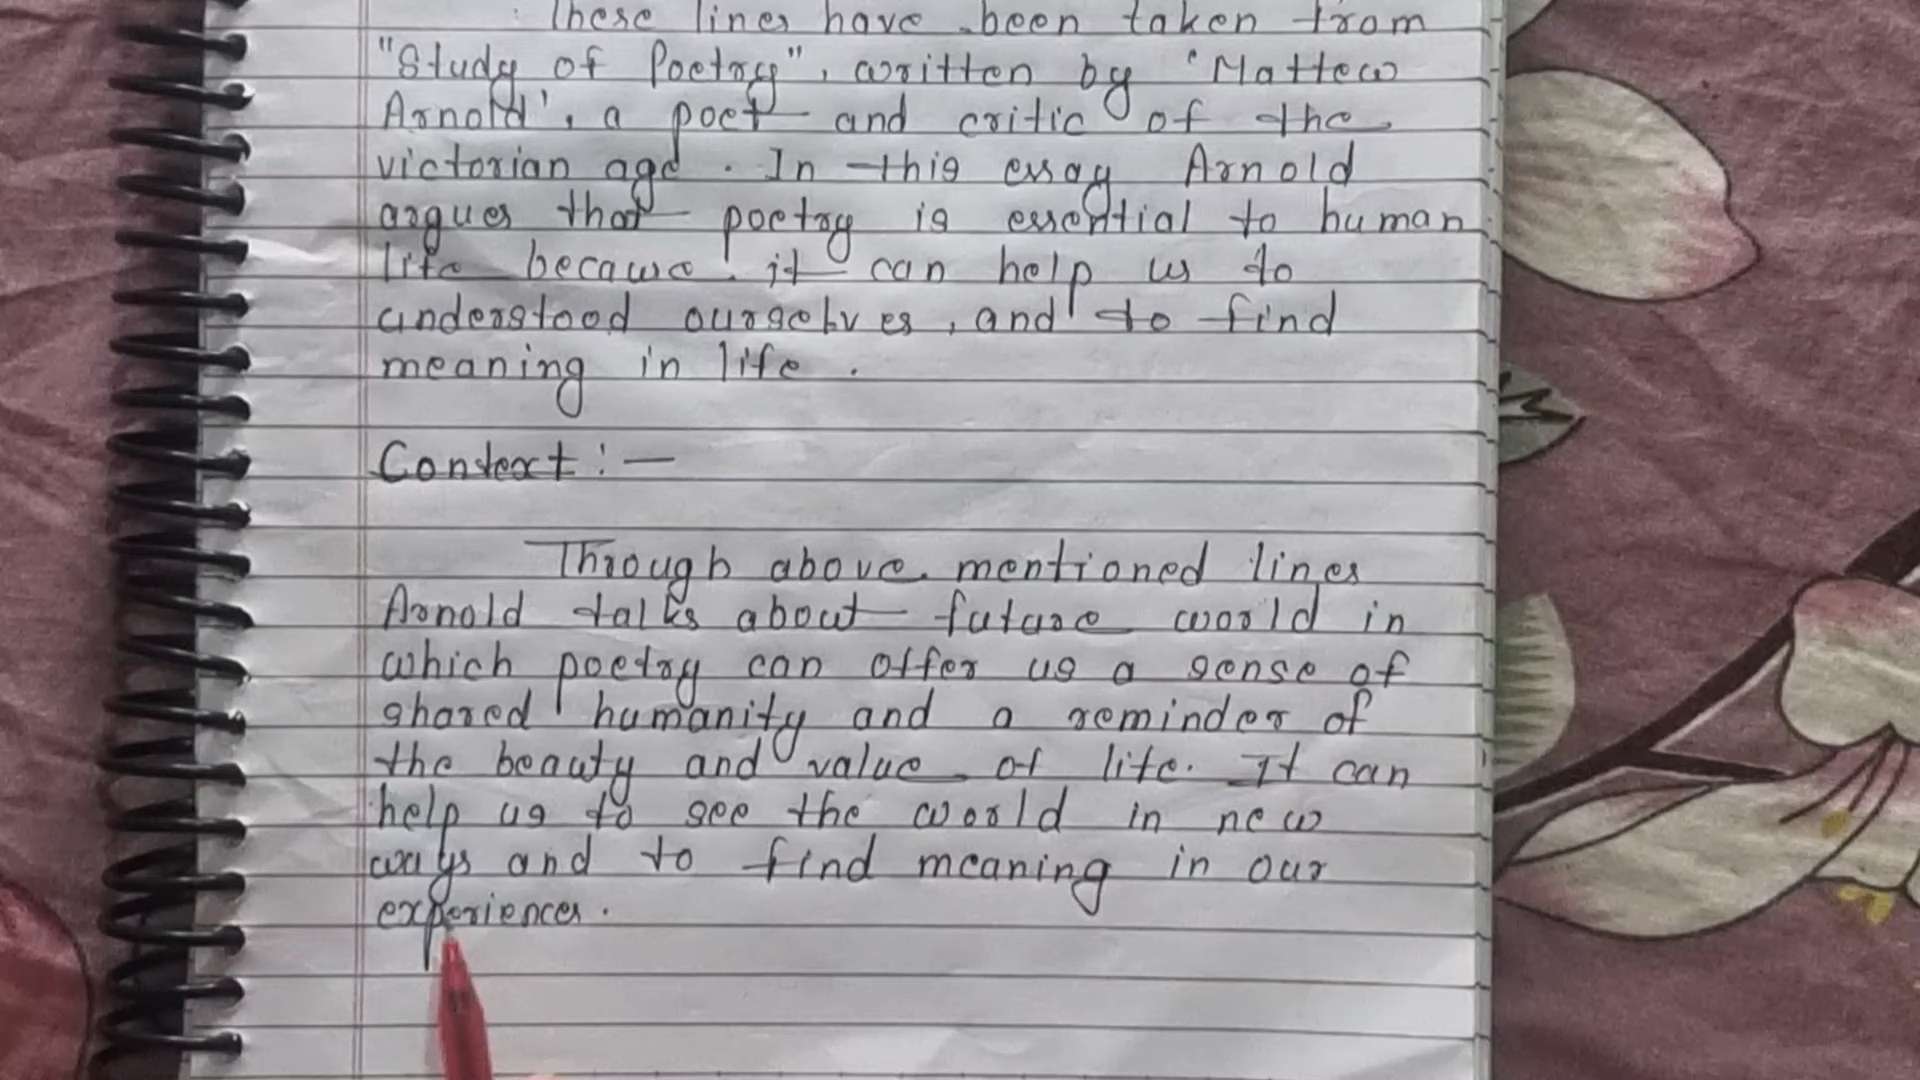 These lines have been taken from
"Study of Poetry", written by 'Mattew
Arnold', a poet and critic of the
victorian age. In this essay Arnold
argues that poetry is essential to human
life because it can help us to
understood ourselves, and to find
meaning in life.
Context :-
Through above mentioned lines
Arnold talks about future world in
which poetry can offer us a sense of
shared humanity and a reminder of
the beauty and value of life. It can
help us to see the world in new
ways and to find meaning in our
experiences.